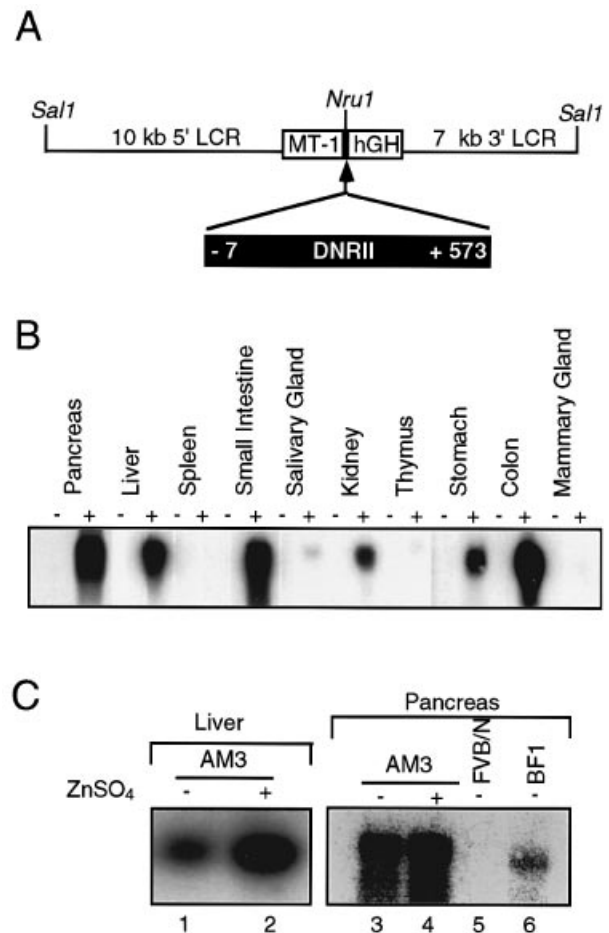 A
Sal1
Nru1
Sal1
10 kb 5' LCR
MT-1
hGH
7 kb 3' LCR
- 7 DNRII + 573
B
Pancreas
Liver
Spleen
Small Intestine
Salivary Gland
Kidney
Thymus
Stomach
Colon
Mammary Gland
- + - + - + - + - + - + - + - + - + - +
C
Liver
Pancreas
AM3
AM3
FVB/N
BF1
ZnSO4
- +
- + - -
1 2 3 4 5 6